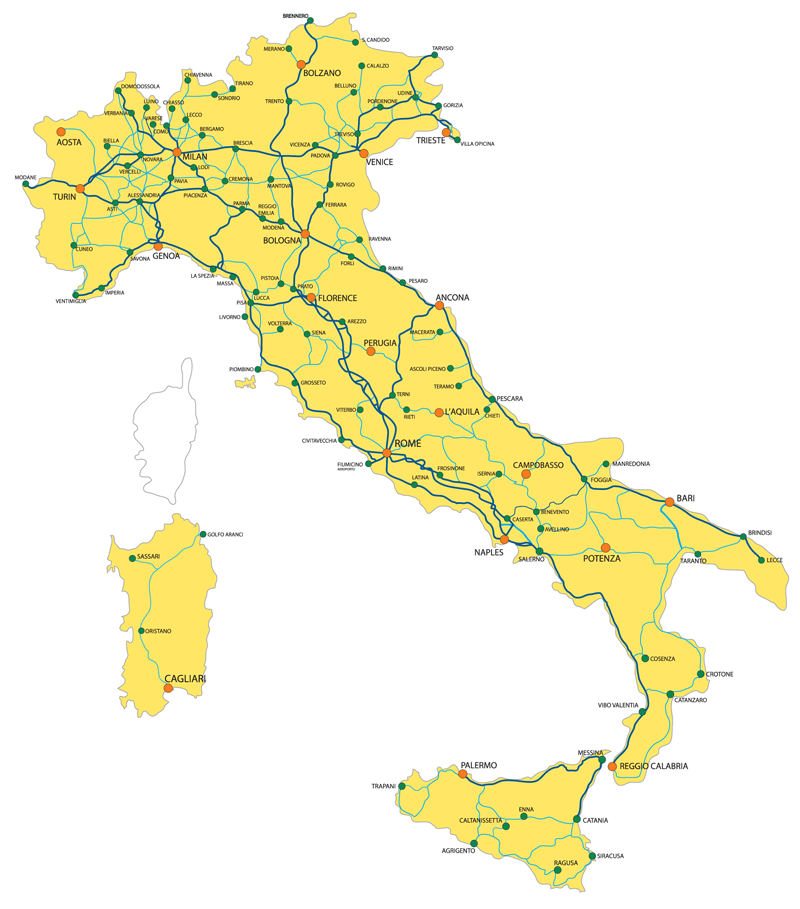 BRENNERO
S. CANDIDO
MERANO
TARVISIO
BOLZANO
CALALZO
CHIAVENNA
TIRANO
DOMODOSSOLA
SONDRIO
BELLUNO
UDINE
LUINO
CHIASSO
TRENTO
PORDENONE
GORIZIA
VERBANIA
VARESE
LECCO
COMO
BERGAMO
TREVISO
TRIESTE
AOSTA
BIELLA
BRESCIA
VICENZA
VILLA OPICINA
NOVARA
MILAN
PADOVA
VENICE
VERCELLI
LODI
MODANE
PAVIA
CREMONA
MANTOVA
ROVIGO
TURIN
ALESSANDRIA
PIACENZA
ASTI
PARMA
REGGIO
EMILIA
FERRARA
MODENA
BOLOGNA
RAVENNA
CUNEO
SAVONA
GENOA
FORLÌ
RIMINI
LA SPEZIA
MASSA
PISTOIA
PESARO
IMPERIA
VENTIMIGLIA
PRATO
LUCCA
PISA
FLORENCE
ANCONA
LIVORNO
VOLTERRA
AREZZO
SIENA
MACERATA
PERUGIA
PIOMBINO
ASCOLI PICENO
GROSSETO
TERAMO
TERNI
PESCARA
VITERBO
RIETI
L'AQUILA
CHIETI
CIVITAVECCHIA
ROME
FIUMICINO
AEROPORTO
FROSINONE
LATINA
ISERNIA
CAMPOBASSO
MANREDONIA
FOGGIA
BARI
CASERTA
BENEVENTO
AVELLINO
NAPLES
SALERNO
POTENZA
BRINDISI
TARANTO
LECCE
GOLFO ARANCI
SASSARI
ORISTANO
CAGLIARI
COSENZA
CROTONE
CATANZARO
VIBO VALENTIA
MESSINA
REGGIO CALABRIA
PALERMO
TRAPANI
ENNA
CALTANISSETTA
CATANIA
AGRIGENTO
SIRACUSA
RAGUSA